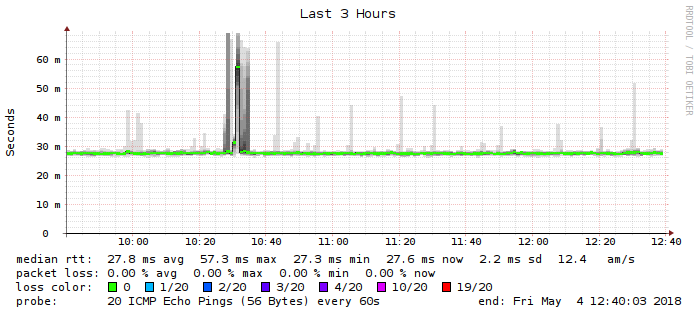 Last 3 Hours
RRDTOOL / TOBI OETIKER
Seconds
60 m
50 m
40 m
30 m
20 m
10 m
0
10:00 10:20 10:40 11:00 11:20 11:40 12:00 12:20 12:40
median rtt: 27.8 ms avg 57.3 ms max 27.3 ms min 27.6 ms now 2.2 ms sd 12.4 am/s
packet loss: 0.00 % avg 0.00 % max 0.00 % min 0.00 % now
loss color: 0 1/20 2/20 3/20 4/20 10/20 19/20
probe: 20 ICMP Echo Pings (56 Bytes) every 60s end: Fri May 4 12:40:03 2018